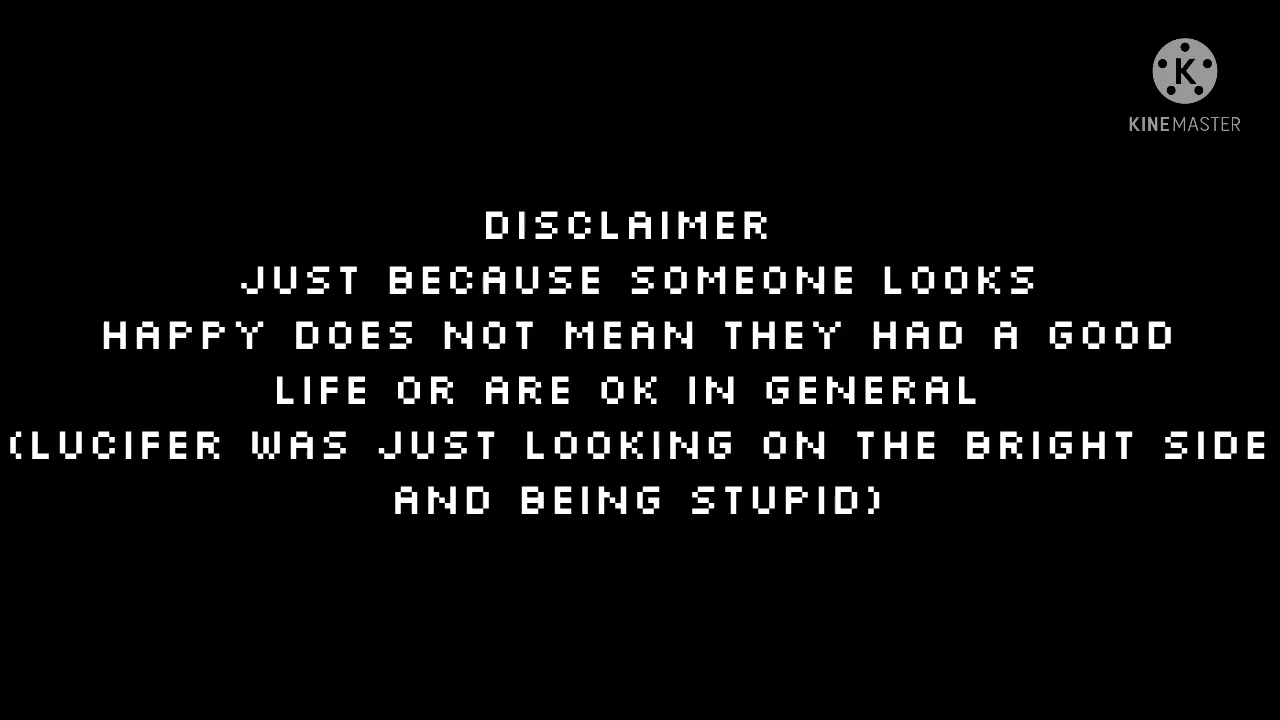 K
KINEMASTER
DISCLAIMER
JUST BECAUSE SOMEONE LOOKS
HAPPY DOES NOT MEAN THEY HAD A GOOD
LIFE OR ARE OK IN GENERAL
(LUCIFER WAS JUST LOOKING ON THE BRIGHT SIDE
AND BEING STUPID)